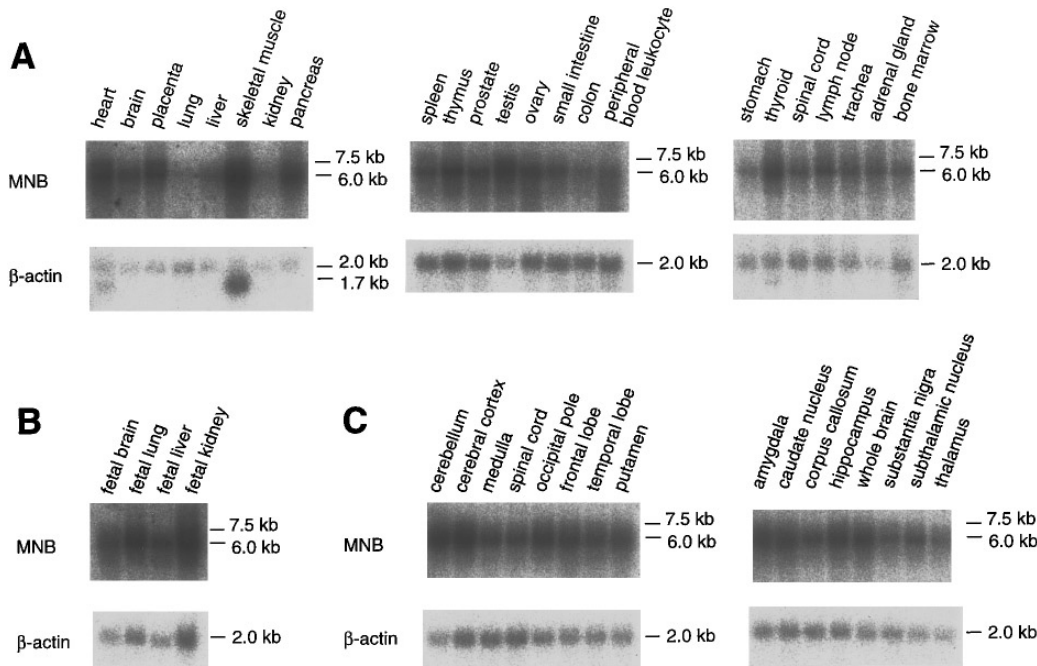 A
heart
brain
placenta
lung
liver
skeletal muscle
kidney
pancreas
spleen
thymus
prostate
testis
ovary
small intestine
colon
peripheral
blood leukocyte
stomach
thyroid
spinal cord
lymph node
trachea
adrenal gland
bone marrow
MNB
7.5 kb
6.0 kb
7.5 kb
6.0 kb
7.5 kb
6.0 kb
β-actin
2.0 kb
1.7 kb
2.0 kb
2.0 kb
B
fetal brain
fetal lung
fetal liver
fetal kidney
MNB
7.5 kb
6.0 kb
β-actin
2.0 kb
C
cerebellum
cerebral cortex
medulla
spinal cord
occipital pole
frontal lobe
temporal lobe
putamen
amygdala
caudate nucleus
corpus callosum
hippocampus
whole brain
substantia nigra
subthalamic nucleus
thalamus
MNB
7.5 kb
6.0 kb
7.5 kb
6.0 kb
β-actin
2.0 kb
2.0 kb